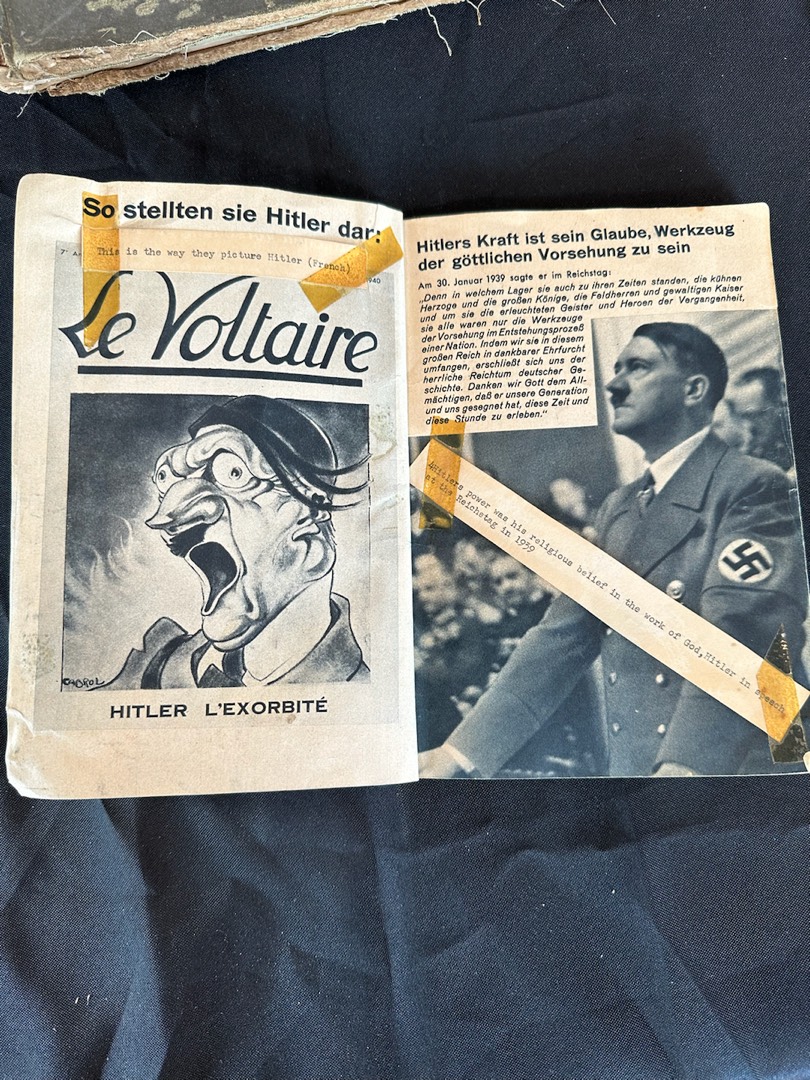 So stellten sie Hitler dar:
This is the way they picture Hitler (French)
7e A
1940
Le Voltaire
CABROL
HITLER L'EXORBITÉ
Hitlers Kraft ist sein Glaube, Werkzeug
der göttlichen Vorsehung zu sein
Am 30. Januar 1939 sagte er im Reichstag:
„Denn in welchem Lager sie auch zu ihren Zeiten standen, die kühnen
Herzoge und die großen Könige, die Feldherren und gewaltigen Kaiser
und um sie die erleuchteten Geister und Heroen der Vergangenheit,
sie alle waren nur die Werkzeuge
der Vorsehung im Entstehungsprozeß
einer Nation. Indem wir sie in diesem
großen Reich in dankbarer Ehrfurcht
umfangen, erschließt sich uns der
herrliche Reichtum deutscher Ge-
schichte. Danken wir Gott dem All-
mächtigen, daß er unsere Generation
und uns gesegnet hat, diese Zeit und
diese Stunde zu erleben.“
Hitlers power was his religious belief in the work of God,Hitler in speech
at the Reichstag in 1939